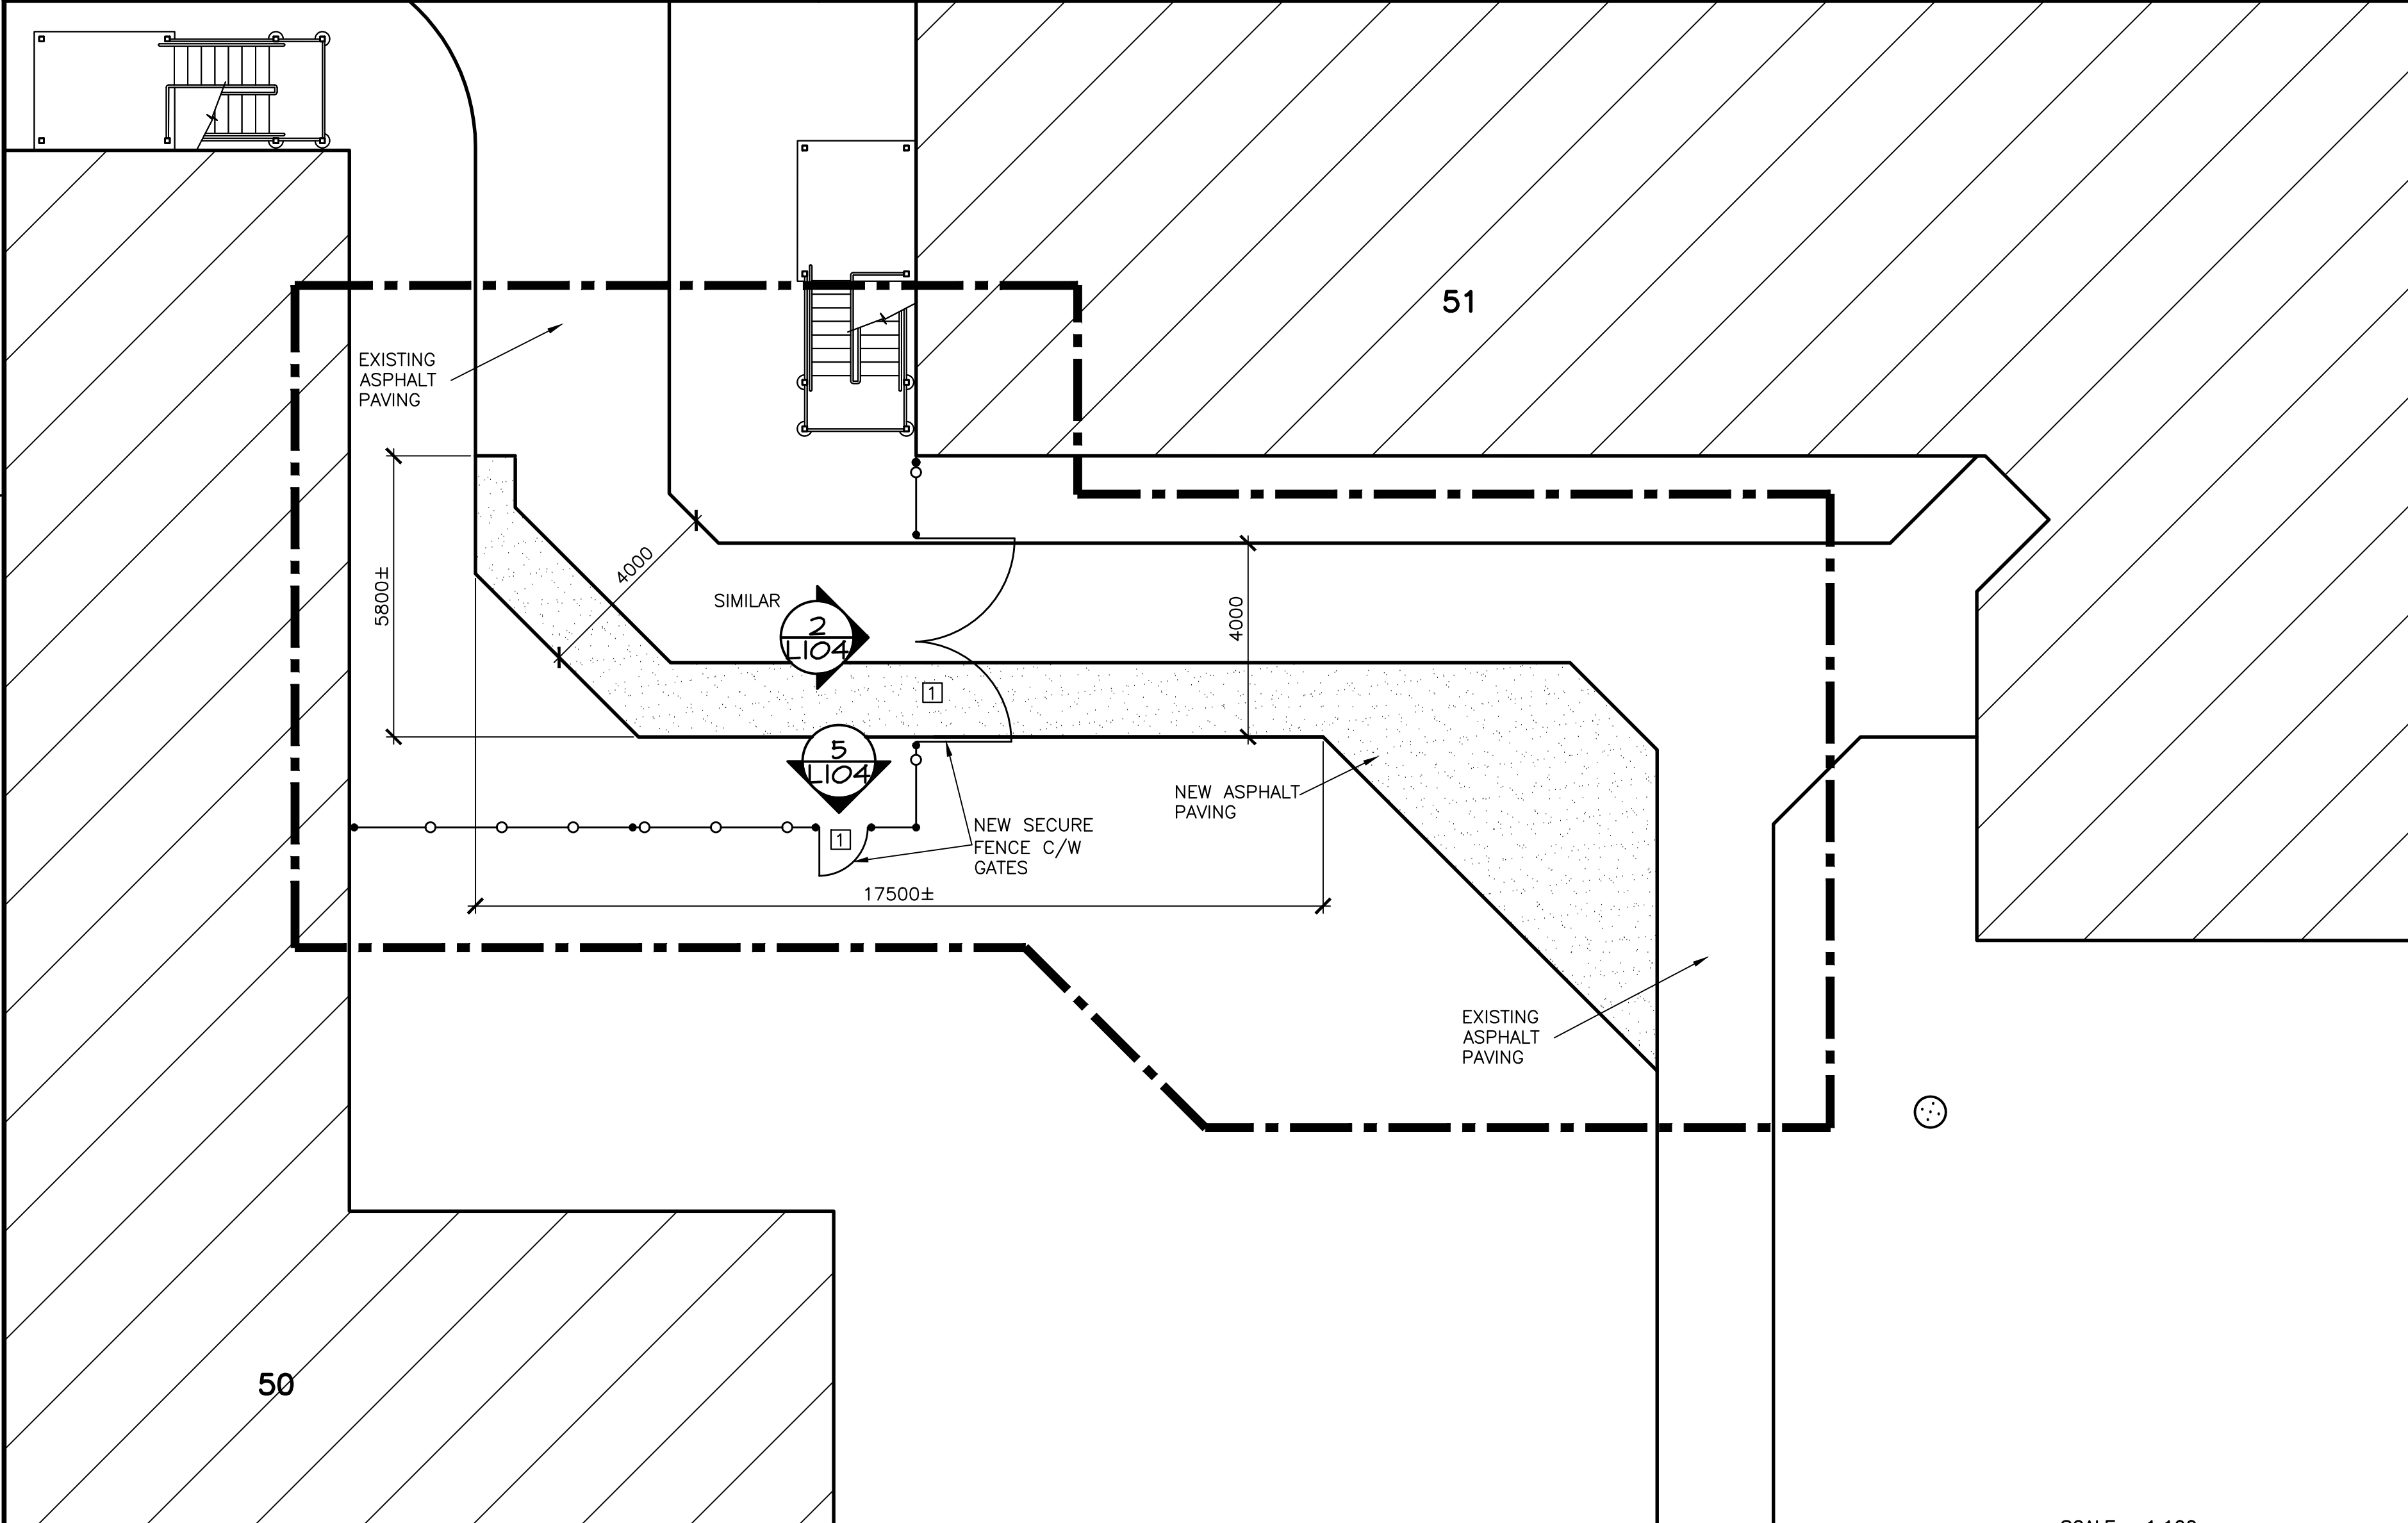 51
EXISTING
ASPHALT
PAVING
4000
5800±
SIMILAR
2
L104
4000
1
5
L104
NEW ASPHALT
PAVING
NEW SECURE
FENCE C/W
GATES
1
17500±
EXISTING
ASPHALT
PAVING
50